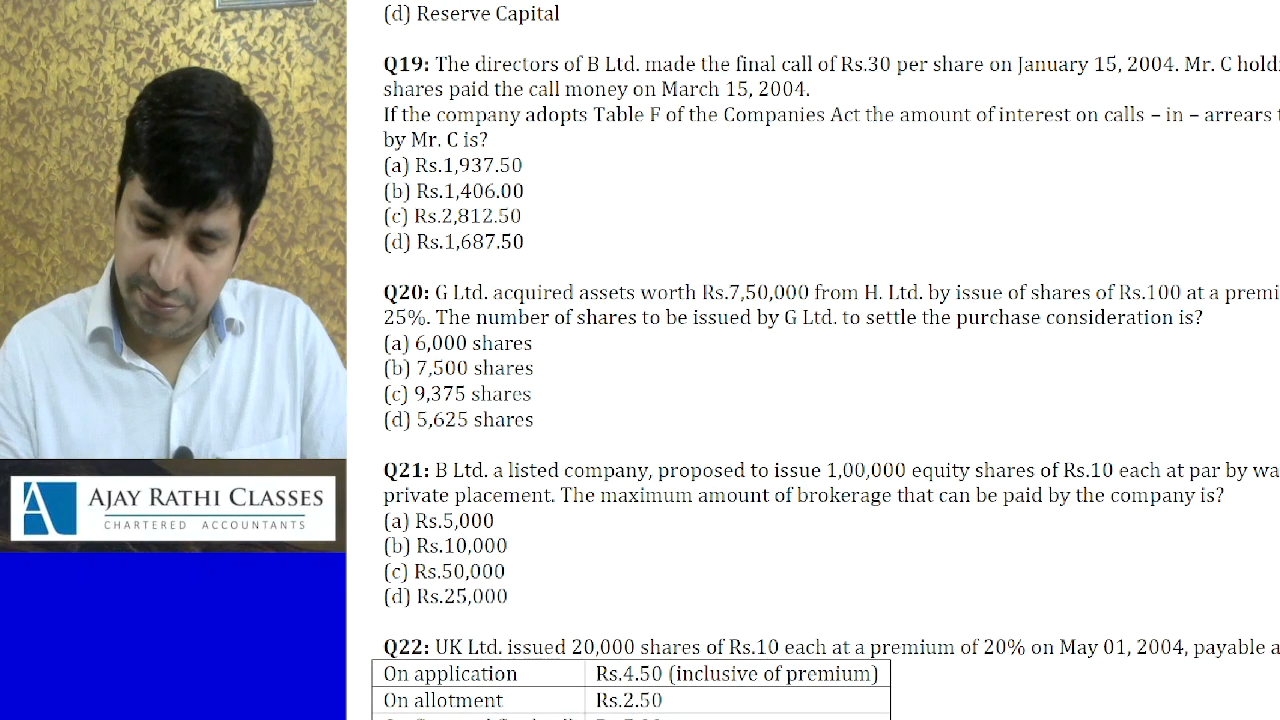 (d) Reserve Capital
Q19: The directors of B Ltd. made the final call of Rs.30 per share on January 15, 2004. Mr. C hold
shares paid the call money on March 15, 2004.
If the company adopts Table F of the Companies Act the amount of interest on calls – in – arrears
by Mr. C is?
(a) Rs.1,937.50
(b) Rs.1,406.00
(c) Rs.2,812.50
(d) Rs.1,687.50
Q20: G Ltd. acquired assets worth Rs.7,50,000 from H. Ltd. by issue of shares of Rs.100 at a premi
25%. The number of shares to be issued by G Ltd. to settle the purchase consideration is?
(a) 6,000 shares
(b) 7,500 shares
(c) 9,375 shares
(d) 5,625 shares
Q21: B Ltd. a listed company, proposed to issue 1,00,000 equity shares of Rs.10 each at par by wa
private placement. The maximum amount of brokerage that can be paid by the company is?
(a) Rs.5,000
(b) Rs.10,000
(c) Rs.50,000
(d) Rs.25,000
Q22: UK Ltd. issued 20,000 shares of Rs.10 each at a premium of 20% on May 01, 2004, payable a
On application Rs.4.50 (inclusive of premium)
On allotment Rs.2.50
AJAY RATHI CLASSES
CHARTERED ACCOUNTANTS